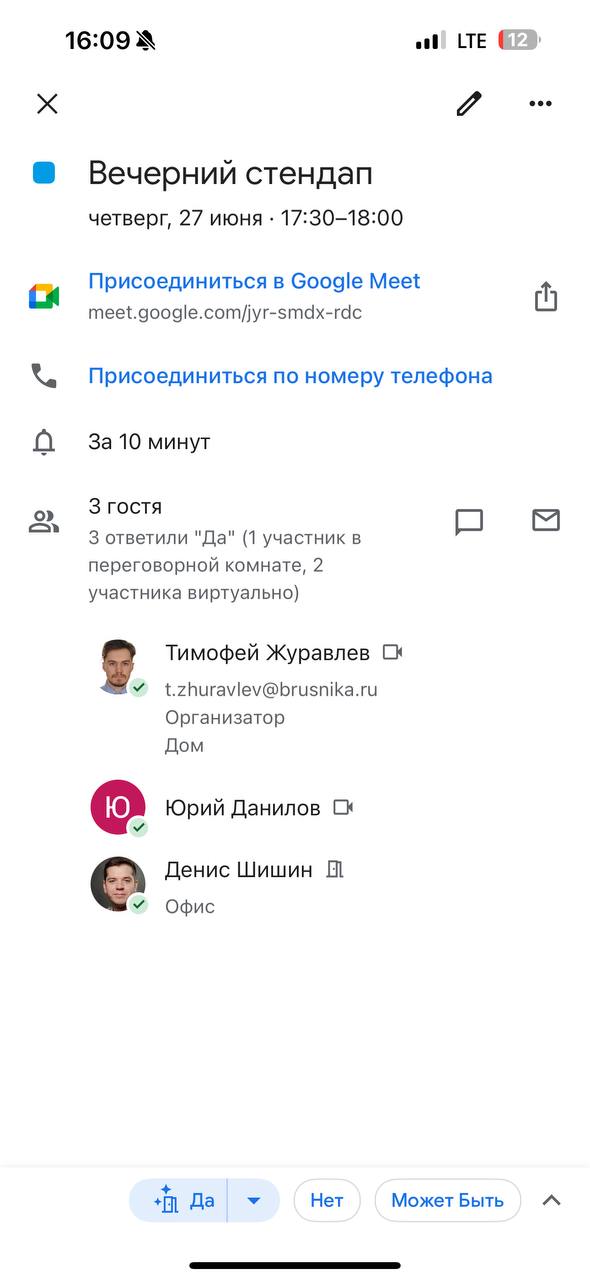 16:09 LTE 12
Вечерний стендап
четверг, 27 июня · 17:30–18:00
Присоединиться в Google Meet
meet.google.com/jyr-smdx-rdc
Присоединиться по номеру телефона
За 10 минут
3 гостя
3 ответили "Да" (1 участник в
переговорной комнате, 2
участника виртуально)
Тимофей Журавлев
t.zhuravlev@brusnika.ru
Организатор
Дом
Ю Юрий Данилов
Денис Шишин
Офис
Да Нет Может Быть